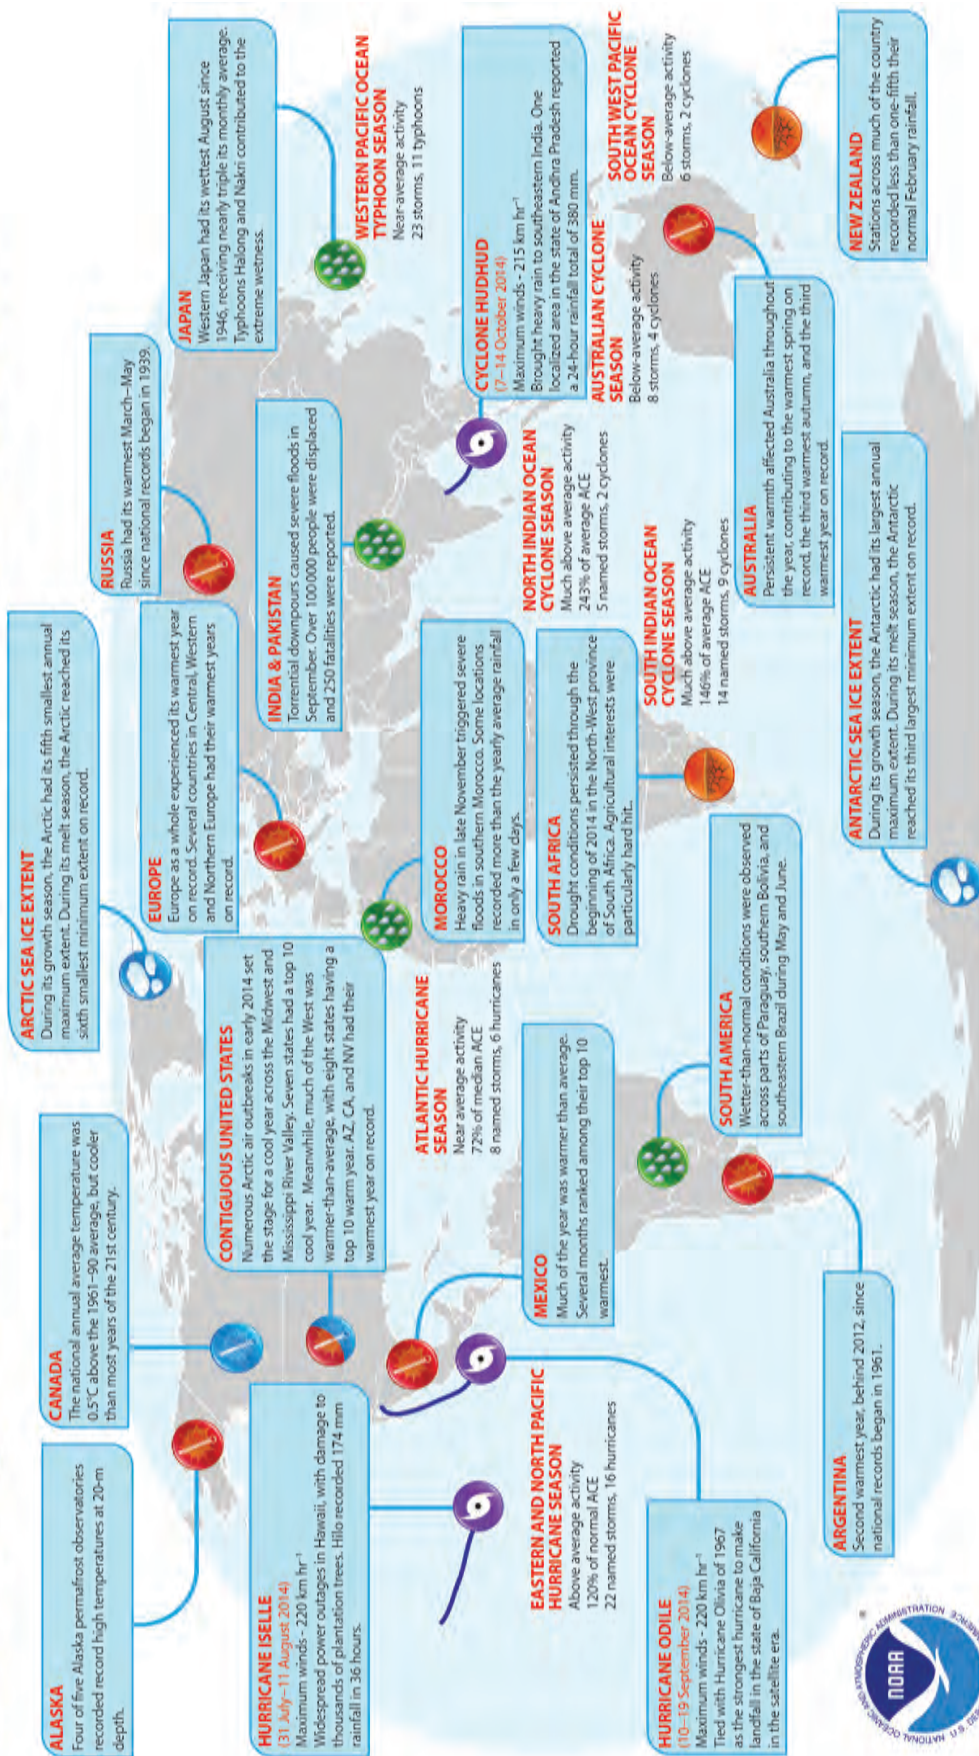 ALASKA
Four of five Alaska permafrost observatories
recorded record high temperatures at 20-m
depth.
CANADA
The national annual average temperature was
0.5°C above the 1961–90 average, but cooler
than most years of the 21st century.
ARCTIC SEA ICE EXTENT
During its growth season, the Arctic had its fifth smallest annual
maximum extent. During its melt season, the Arctic reached its
sixth smallest minimum extent on record.
RUSSIA
Russia had its warmest March–May
since national records began in 1939.
EUROPE
Europe as a whole experienced its warmest year
on record. Several countries in Central, Western
and Northern Europe had their warmest years
on record.
JAPAN
Western Japan had its wettest August since
1946, receiving nearly triple its monthly average.
Typhoons Halong and Nakri contributed to the
extreme wetness.
HURRICANE ISELLE
(31 July–11 August 2014)
Maximum winds - 220 km hr⁻¹
Widespread power outages in Hawaii, with damage to
thousands of plantation trees. Hilo recorded 174 mm
rainfall in 36 hours.
CONTIGUOUS UNITED STATES
Numerous Arctic air outbreaks in early 2014 set
the stage for a cool year across the Midwest and
Mississippi River Valley. Seven states had a top 10
cool year. Meanwhile, much of the West was
warmer-than-average, with eight states having a
top 10 warm year. AZ, CA, and NV had their
warmest year on record.
INDIA & PAKISTAN
Torrential downpours caused severe floods in
September. Over 100000 people were displaced
and 250 fatalities were reported.
WESTERN PACIFIC OCEAN
TYPHOON SEASON
Near-average activity
23 storms, 11 typhoons
ATLANTIC HURRICANE
SEASON
Near average activity
72% of median ACE
8 named storms, 6 hurricanes
MOROCCO
Heavy rain in late November triggered severe
floods in southern Morocco. Some locations
recorded more than the yearly average rainfall
in only a few days.
CYCLONE HUDHUD
(7–14 October 2014)
Maximum winds - 215 km hr⁻¹
Brought heavy rain to southeastern India. One
localized area in the state of Andhra Pradesh reported
a 24-hour rainfall total of 380 mm.
EASTERN AND NORTH PACIFIC
HURRICANE SEASON
Above average activity
120% of normal ACE
22 named storms, 16 hurricanes
MEXICO
Much of the year was warmer than average.
Several months ranked among their top 10
warmest.
NORTH INDIAN OCEAN
CYCLONE SEASON
Much above average activity
243% of average ACE
5 named storms, 2 cyclones
SOUTH AFRICA
Drought conditions persisted through the
beginning of 2014 in the North-West province
of South Africa. Agricultural interests were
particularly hard hit.
AUSTRALIAN CYCLONE
SEASON
Below-average activity
8 storms, 4 cyclones
SOUTH WEST PACIFIC
OCEAN CYCLONE
SEASON
Below-average activity
6 storms, 2 cyclones
HURRICANE ODILE
(10–19 September 2014)
Maximum winds - 220 km hr⁻¹
Tied with Hurricane Olivia of 1967
as the strongest hurricane to make
landfall in the state of Baja California
in the satellite era.
SOUTH AMERICA
Wetter-than-normal conditions were observed
across parts of Paraguay, southern Bolivia, and
southeastern Brazil during May and June.
SOUTH INDIAN OCEAN
CYCLONE SEASON
Much above average activity
146% of average ACE
14 named storms, 9 cyclones
AUSTRALIA
Persistent warmth affected Australia throughout
the year, contributing to the warmest spring on
record, the third warmest autumn, and the third
warmest year on record.
ARGENTINA
Second warmest year, behind 2012, since
national records began in 1961.
ANTARCTIC SEA ICE EXTENT
During its growth season, the Antarctic had its largest annual
maximum extent. During its melt season, the Antarctic
reached its third largest minimum extent on record.
NEW ZEALAND
Stations across much of the country
recorded less than one-fifth their
normal February rainfall.
NATIONAL OCEANIC AND ATMOSPHERIC ADMINISTRATION
NOAA